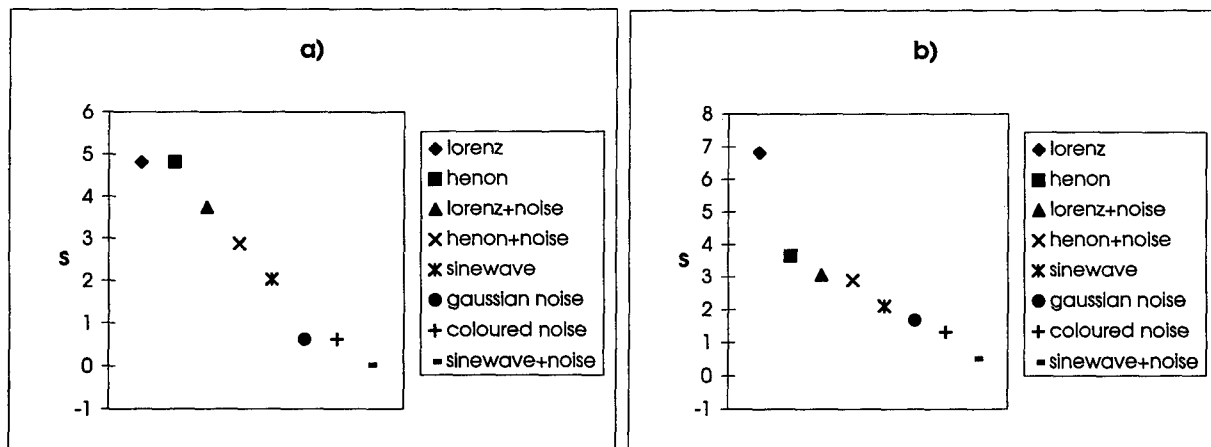 a)
6
5
4
3
2
1
0
-1
S
lorenz
henon
lorenz+noise
henon+noise
sinewave
gaussian noise
coloured noise
sinewave+noise
b)
8
7
6
5
4
3
2
1
0
-1
S
lorenz
henon
lorenz+noise
henon+noise
sinewave
gaussian noise
coloured noise
sinewave+noise